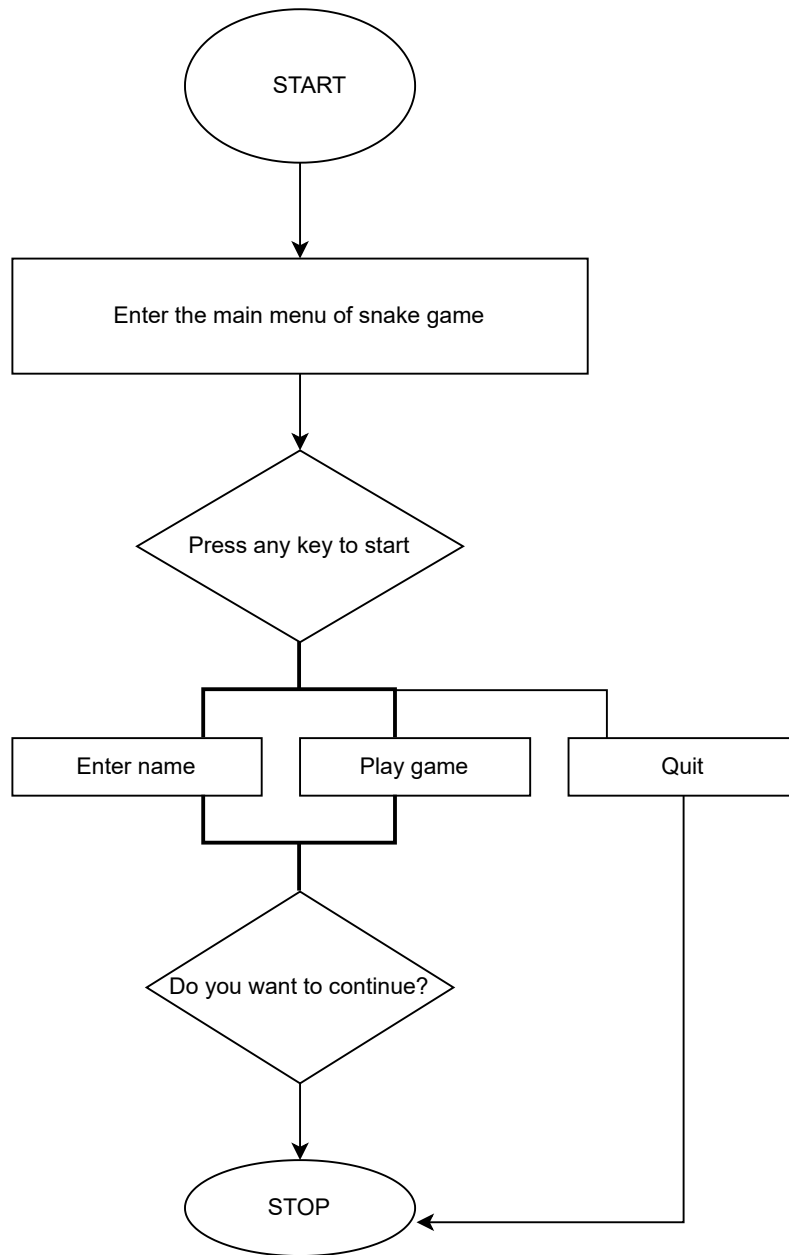 START
Enter the main menu of snake game
Press any key to start
Enter name
Play game
Quit
Do you want to continue?
STOP